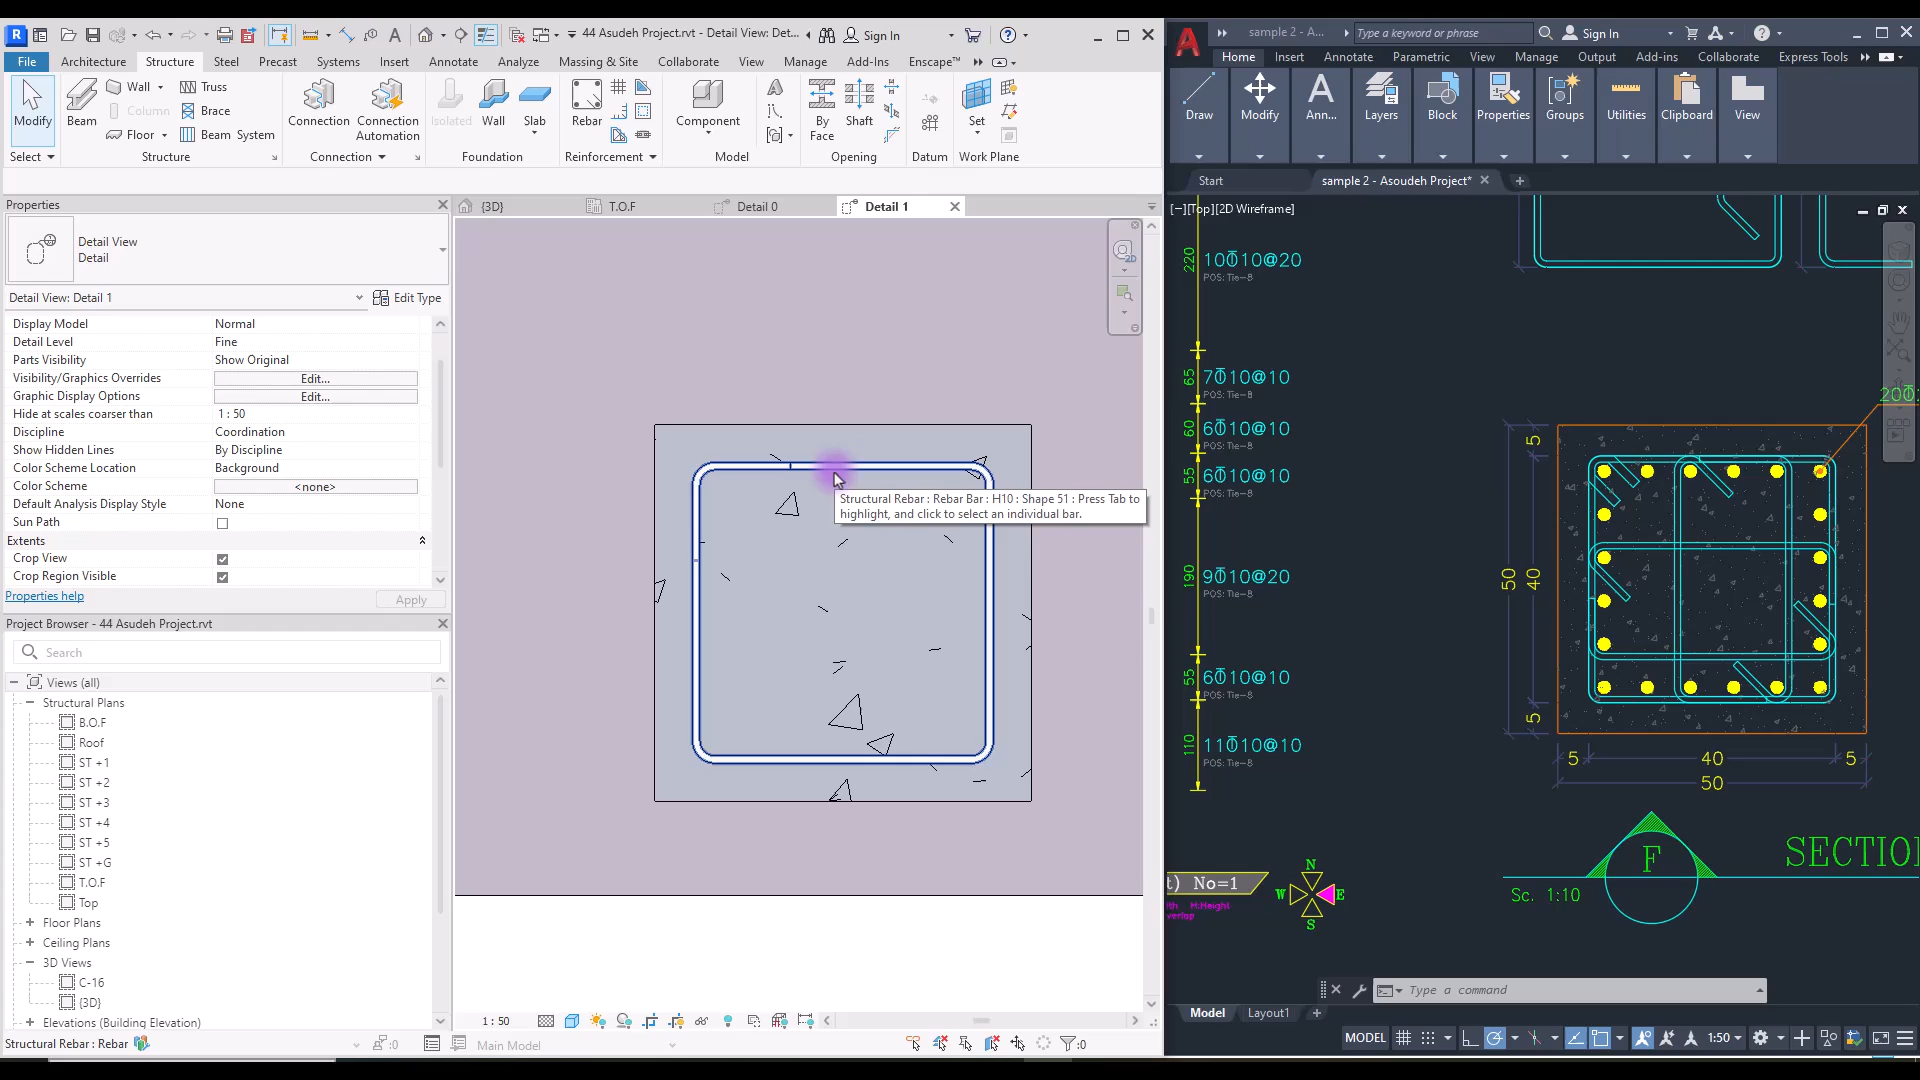 44 Asudeh Project.rvt - Detail View: Det...
Sign In
File
Architecture
Structure
Steel
Precast
Systems
Insert
Annotate
Analyze
Massing & Site
Collaborate
View
Manage
Add-Ins
Enscape™
Modify
Beam
Wall
Column
Floor
Truss
Brace
Beam System
Connection
Connection Automation
Isolated
Wall
Slab
Rebar
Component
By Face
Shaft
Set
Select
Structure
Connection
Foundation
Reinforcement
Model
Opening
Datum
Work Plane
Properties
Detail View
Detail
Detail View: Detail 1
Edit Type
Display Model Normal
Detail Level Fine
Parts Visibility Show Original
Visibility/Graphics Overrides Edit...
Graphic Display Options Edit...
Hide at scales coarser than 1 : 50
Discipline Coordination
Show Hidden Lines By Discipline
Color Scheme Location Background
Color Scheme <none>
Default Analysis Display Style None
Sun Path
Extents
Crop View
Crop Region Visible
Properties help
Apply
Project Browser - 44 Asudeh Project.rvt
Search
Views (all)
Structural Plans
B.O.F
Roof
ST +1
ST +2
ST +3
ST +4
ST +5
ST +G
T.O.F
Top
Floor Plans
Ceiling Plans
3D Views
C-16
{3D}
Elevations (Building Elevation)
Structural Rebar : Rebar
{3D}
T.O.F
Detail 0
Detail 1
2D
Structural Rebar : Rebar Bar : H10 : Shape 51 : Press Tab to
highlight, and click to select an individual bar.
1 : 50
:0
Main Model
:0
sample 2 - A...
Type a keyword or phrase
Sign In
Home
Insert
Annotate
Parametric
View
Manage
Output
Add-ins
Collaborate
Express Tools
Draw
Modify
Ann...
Layers
Block
Properties
Groups
Utilities
Clipboard
View
Start
sample 2 - Asoudeh Project*
[−][Top][2D Wireframe]
220
10Φ10@20
POS: Tie-8
65
7Φ10@10
POS: Tie-8
60
6Φ10@10
POS: Tie-8
55
6Φ10@10
POS: Tie-8
190
9Φ10@20
POS: Tie-8
55
6Φ10@10
POS: Tie-8
110
11Φ10@10
POS: Tie-8
20Φ
5
50
40
5
5
40
5
50
F
SECTIO
Sc. 1:10
t) No=1
ith H:Height
verlap
N
W
E
S
Type a command
Model
Layout1
MODEL
1:50